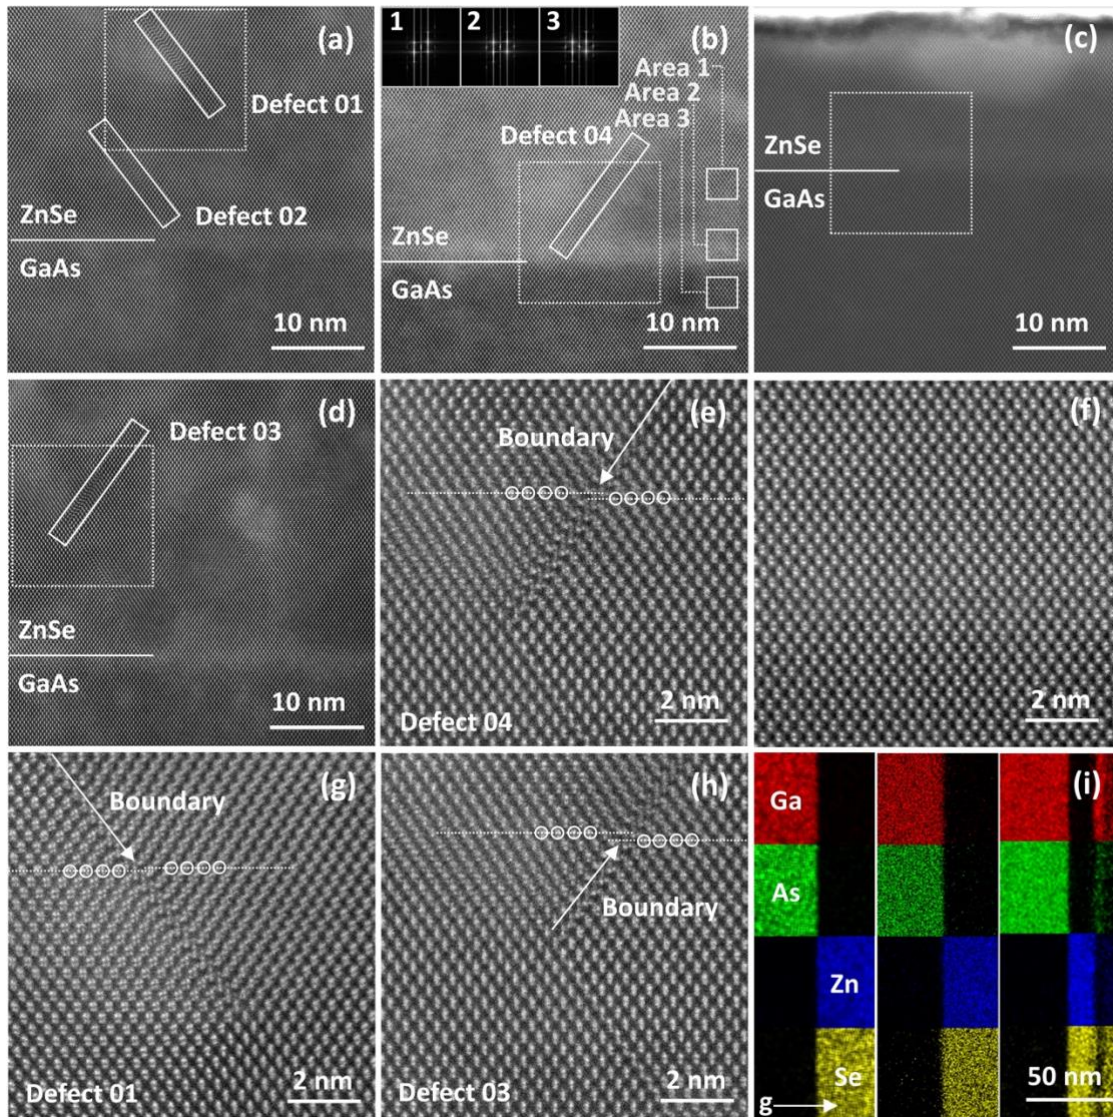 (a)
Defect 01
ZnSe
Defect 02
GaAs
10 nm
1 2 3
(b)
Area 1
Area 2
Defect 04 Area 3
ZnSe
GaAs
10 nm
(c)
ZnSe
GaAs
10 nm
(d)
Defect 03
ZnSe
GaAs
10 nm
(e)
Boundary
2 nm
Defect 04
(f)
2 nm
(g)
Boundary
2 nm
Defect 01
(h)
Boundary
2 nm
Defect 03
(i)
Ga
As
Zn
Se
50 nm
g